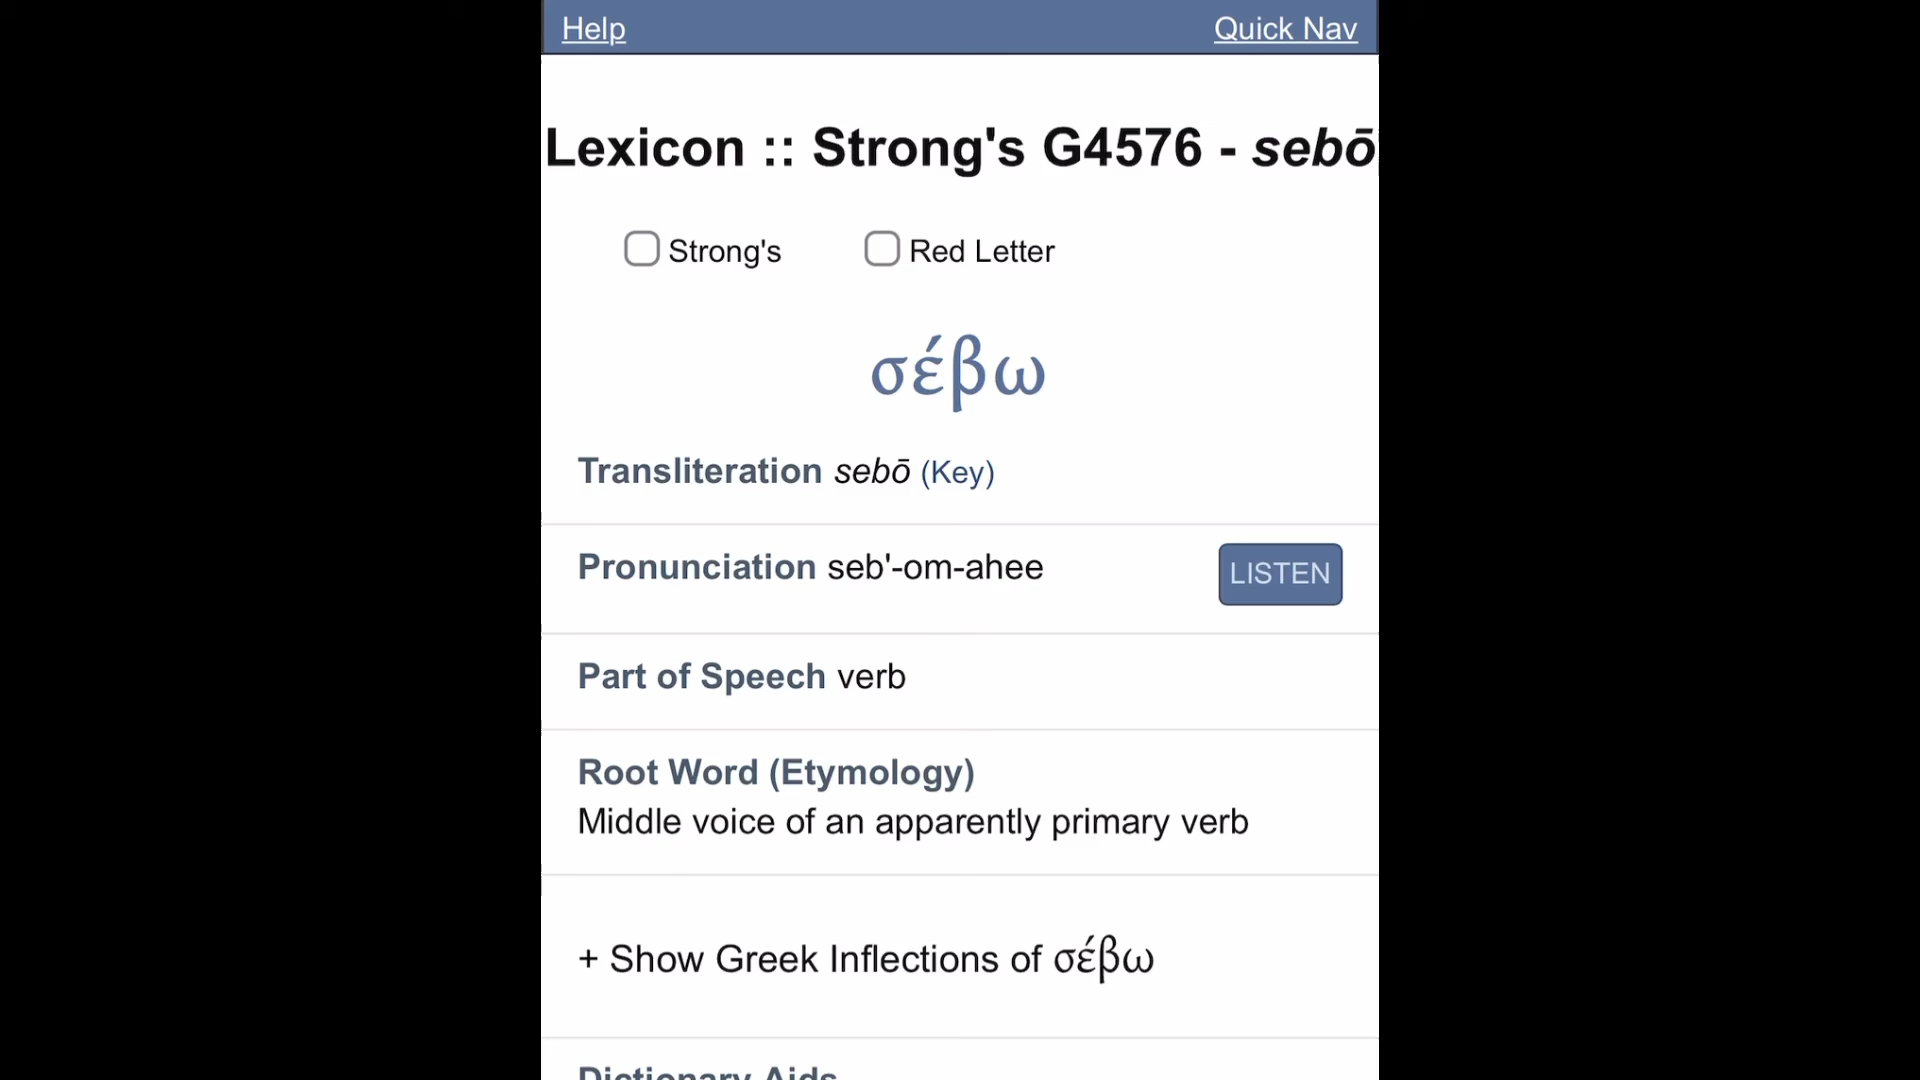 Help Quick Nav
Lexicon :: Strong's G4576 - sebō
Strong's Red Letter
σέβω
Transliteration sebō (Key)
Pronunciation seb'-om-ahee LISTEN
Part of Speech verb
Root Word (Etymology)
Middle voice of an apparently primary verb
+ Show Greek Inflections of σέβω
Dictionary Aids